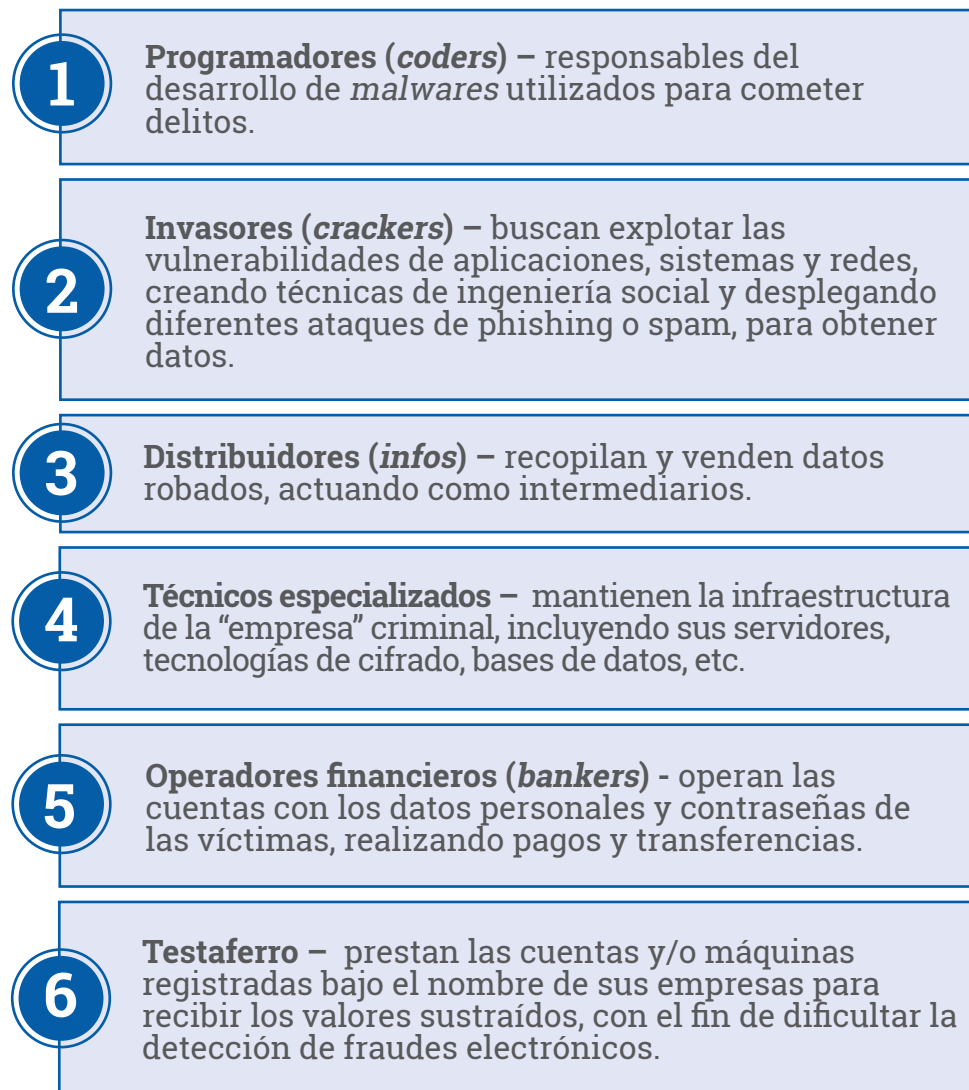 1
Programadores (coders) – responsables del
desarrollo de malwares utilizados para cometer
delitos.
2
Invasores (crackers) – buscan explotar las
vulnerabilidades de aplicaciones, sistemas y redes,
creando técnicas de ingeniería social y desplegando
diferentes ataques de phishing o spam, para obtener
datos.
3
Distribuidores (infos) – recopilan y venden datos
robados, actuando como intermediarios.
4
Técnicos especializados – mantienen la infraestructura
de la “empresa” criminal, incluyendo sus servidores,
tecnologías de cifrado, bases de datos, etc.
5
Operadores financieros (bankers) - operan las
cuentas con los datos personales y contraseñas de
las víctimas, realizando pagos y transferencias.
6
Testaferro – prestan las cuentas y/o máquinas
registradas bajo el nombre de sus empresas para
recibir los valores sustraídos, con el fin de dificultar la
detección de fraudes electrónicos.